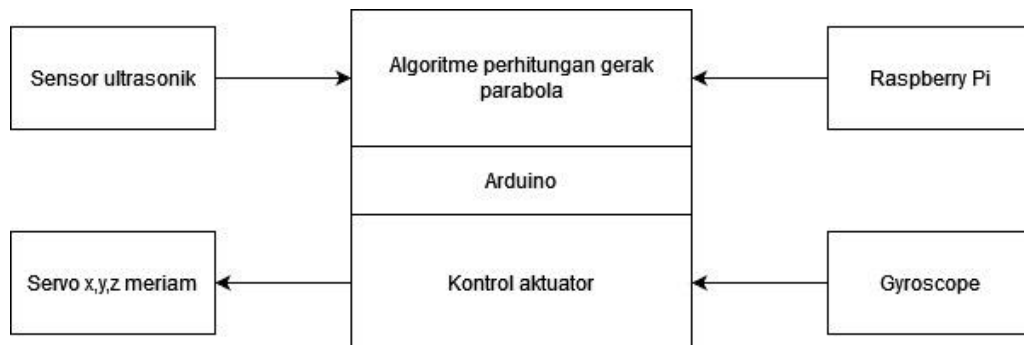 Sensor ultrasonik
Algoritme perhitungan gerak
parabola
Raspberry Pi
Arduino
Servo x,y,z meriam
Kontrol aktuator
Gyroscope